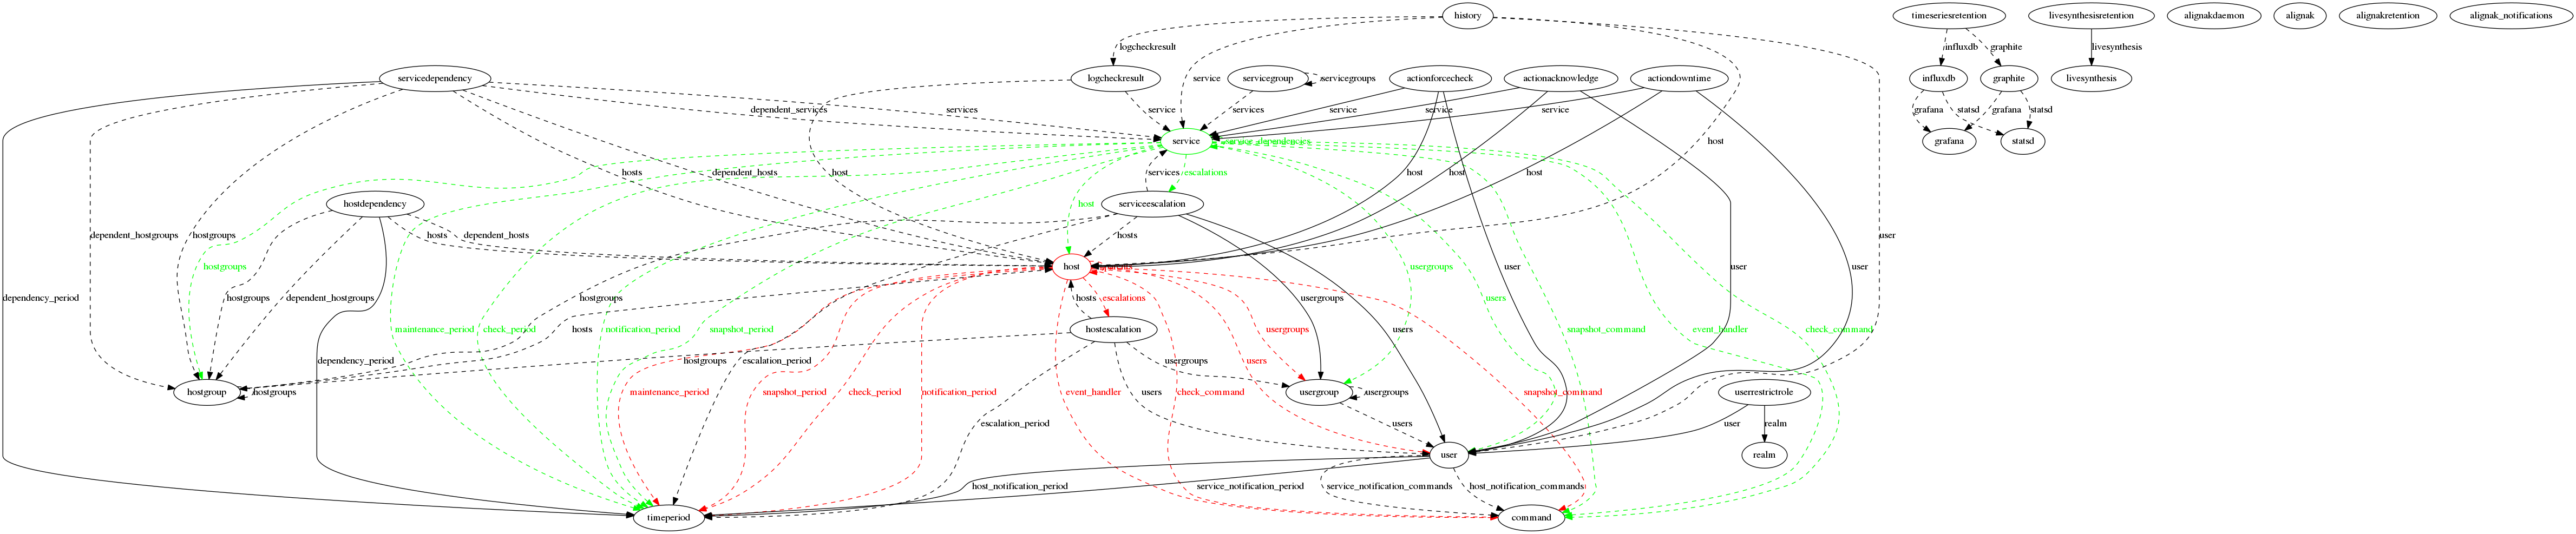 history
timeseriesretention
livesynthesisretention
alignakdaemon
alignak
alignakretention
alignak_notifications
logcheckresult
influxdb
graphite
livesynthesis
servicedependency
logcheckresult
servicegroup
servicegroups
service
actionforcecheck
actionacknowledge
actiondowntime
influxdb
graphite
livesynthesis
dependent_services
services
service
services
service
service
service
grafana
statsd
grafana
statsd
service
service_dependencies
host
grafana
statsd
hosts
dependent_hosts
host
services
escalations
host
host
host
hostdependency
serviceescalation
host
dependent_hostgroups
hostgroups
hosts
dependent_hosts
hosts
user
hostgroups
host
parents
usergroups
user
user
user
dependency_period
hostgroups
dependent_hostgroups
hostgroups
hosts
escalations
usergroups
users
maintenance_period
check_period
notification_period
snapshot_period
hosts
hostescalation
usergroups
users
snapshot_command
event_handler
check_command
dependency_period
hostgroups
escalation_period
usergroups
users
hostgroup
hostgroups
maintenance_period
snapshot_period
check_period
notification_period
event_handler
users
check_command
usergroup
usergroups
snapshot_command
userrestrictrole
escalation_period
users
user
realm
user
realm
host_notification_period
service_notification_period
service_notification_commands
host_notification_commands
timeperiod
command